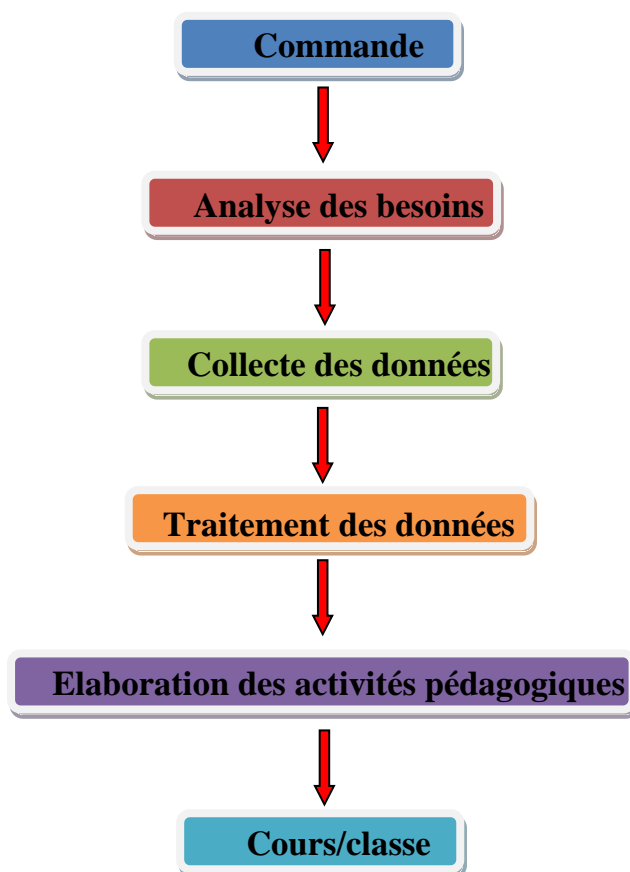 Commande
Analyse des besoins
Collecte des données
Traitement des données
Elaboration des activités pédagogiques
Cours/classe